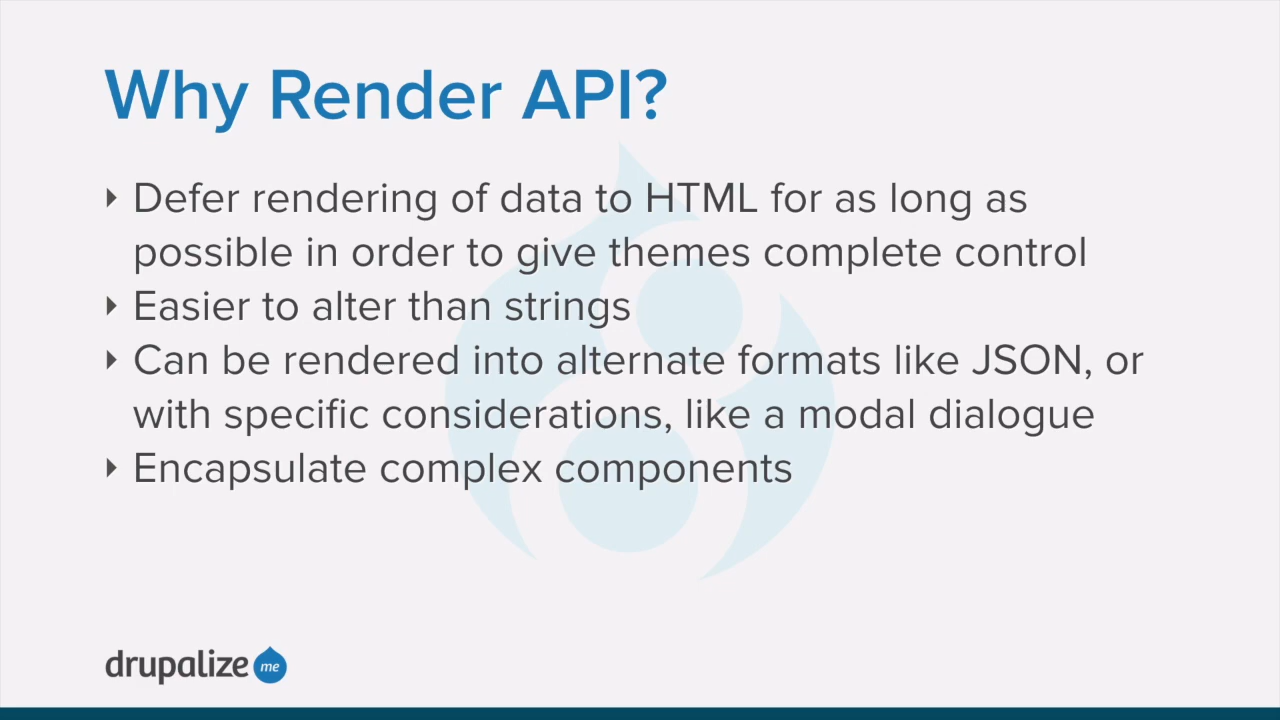 Why Render API?
Defer rendering of data to HTML for as long as
possible in order to give themes complete control
Easier to alter than strings
Can be rendered into alternate formats like JSON, or
with specific considerations, like a modal dialogue
Encapsulate complex components
drupalize me